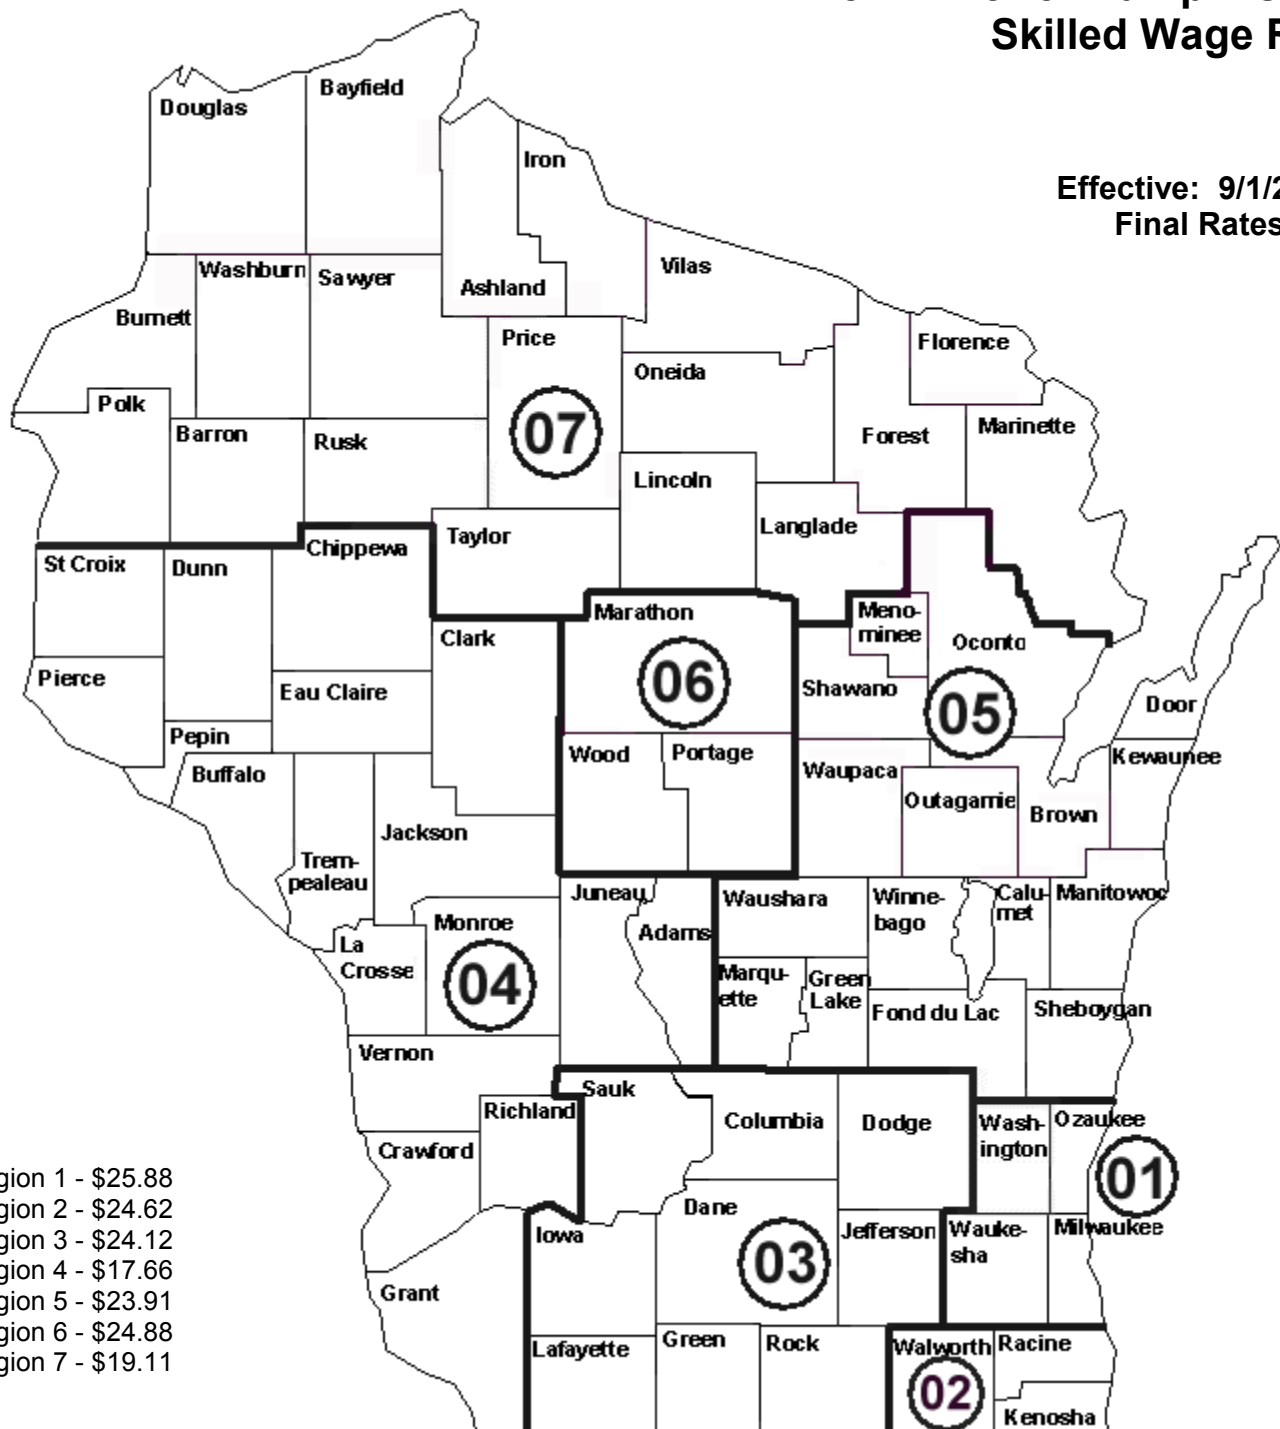 Skilled Wage R
Effective: 9/1/2
Final Rates
Douglas
Bayfield
Iron
Washburn
Sawyer
Ashland
Vilas
Burnett
Price
Florence
Oneida
Polk
07
Barron
Rusk
Forest
Marinette
Lincoln
Langlade
Taylor
Chippewa
St Croix
Dunn
Marathon
Meno-
minee
Clark
Oconto
06
Pierce
Eau Claire
Shawano
05
Door
Pepin
Buffalo
Wood
Portage
Waupaca
Kewaunee
Outagamie
Brown
Jackson
Trem-
pealeau
Juneau
Waushara
Winne-
bago
Calu-
met
Manitowoc
Monroe
Adams
La
Crosse
04
Marqu-
ette
Green
Lake
Fond du Lac
Sheboygan
Vernon
Sauk
Richland
Columbia
Dodge
Wash-
ington
Ozaukee
Crawford
01
gion 1 - $25.88
gion 2 - $24.62
gion 3 - $24.12
gion 4 - $17.66
gion 5 - $23.91
gion 6 - $24.88
gion 7 - $19.11
Dane
Iowa
Jefferson
Wauke-
sha
Milwaukee
03
Grant
Lafayette
Green
Rock
Walworth
Racine
02
Kenosha